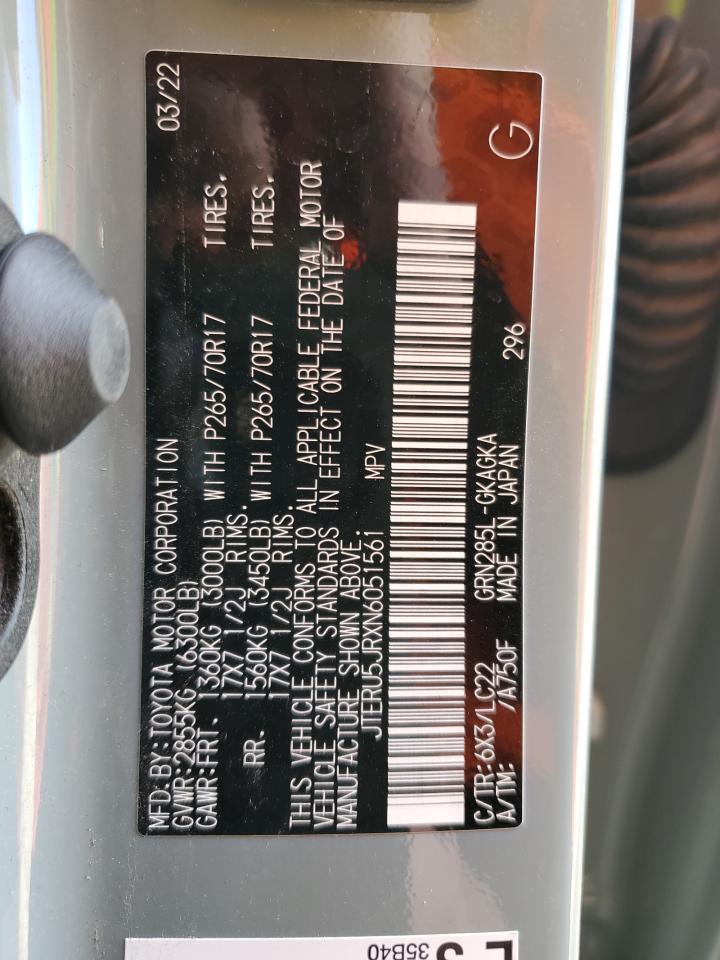 MFD.BY:TOYOTA MOTOR CORPORATION 03/22
GVWR:2855KG (6300LB)
GAWR:FRT. 1360KG (3000LB) WITH P265/70R17 TIRES.
17X7 1/2J RIMS.
RR. 1560KG (3450LB) WITH P265/70R17 TIRES.
17X7 1/2J RIMS.
THIS VEHICLE CONFORMS TO ALL APPLICABLE FEDERAL MOTOR
VEHICLE SAFETY STANDARDS IN EFFECT ON THE DATE OF
MANUFACTURE SHOWN ABOVE.
JTERU5JRXN6051561 MPV
C/TR:6X3/LC22 GRN285L-GKAGKA
A/TM: /A750F MADE IN JAPAN 296 G
35B40